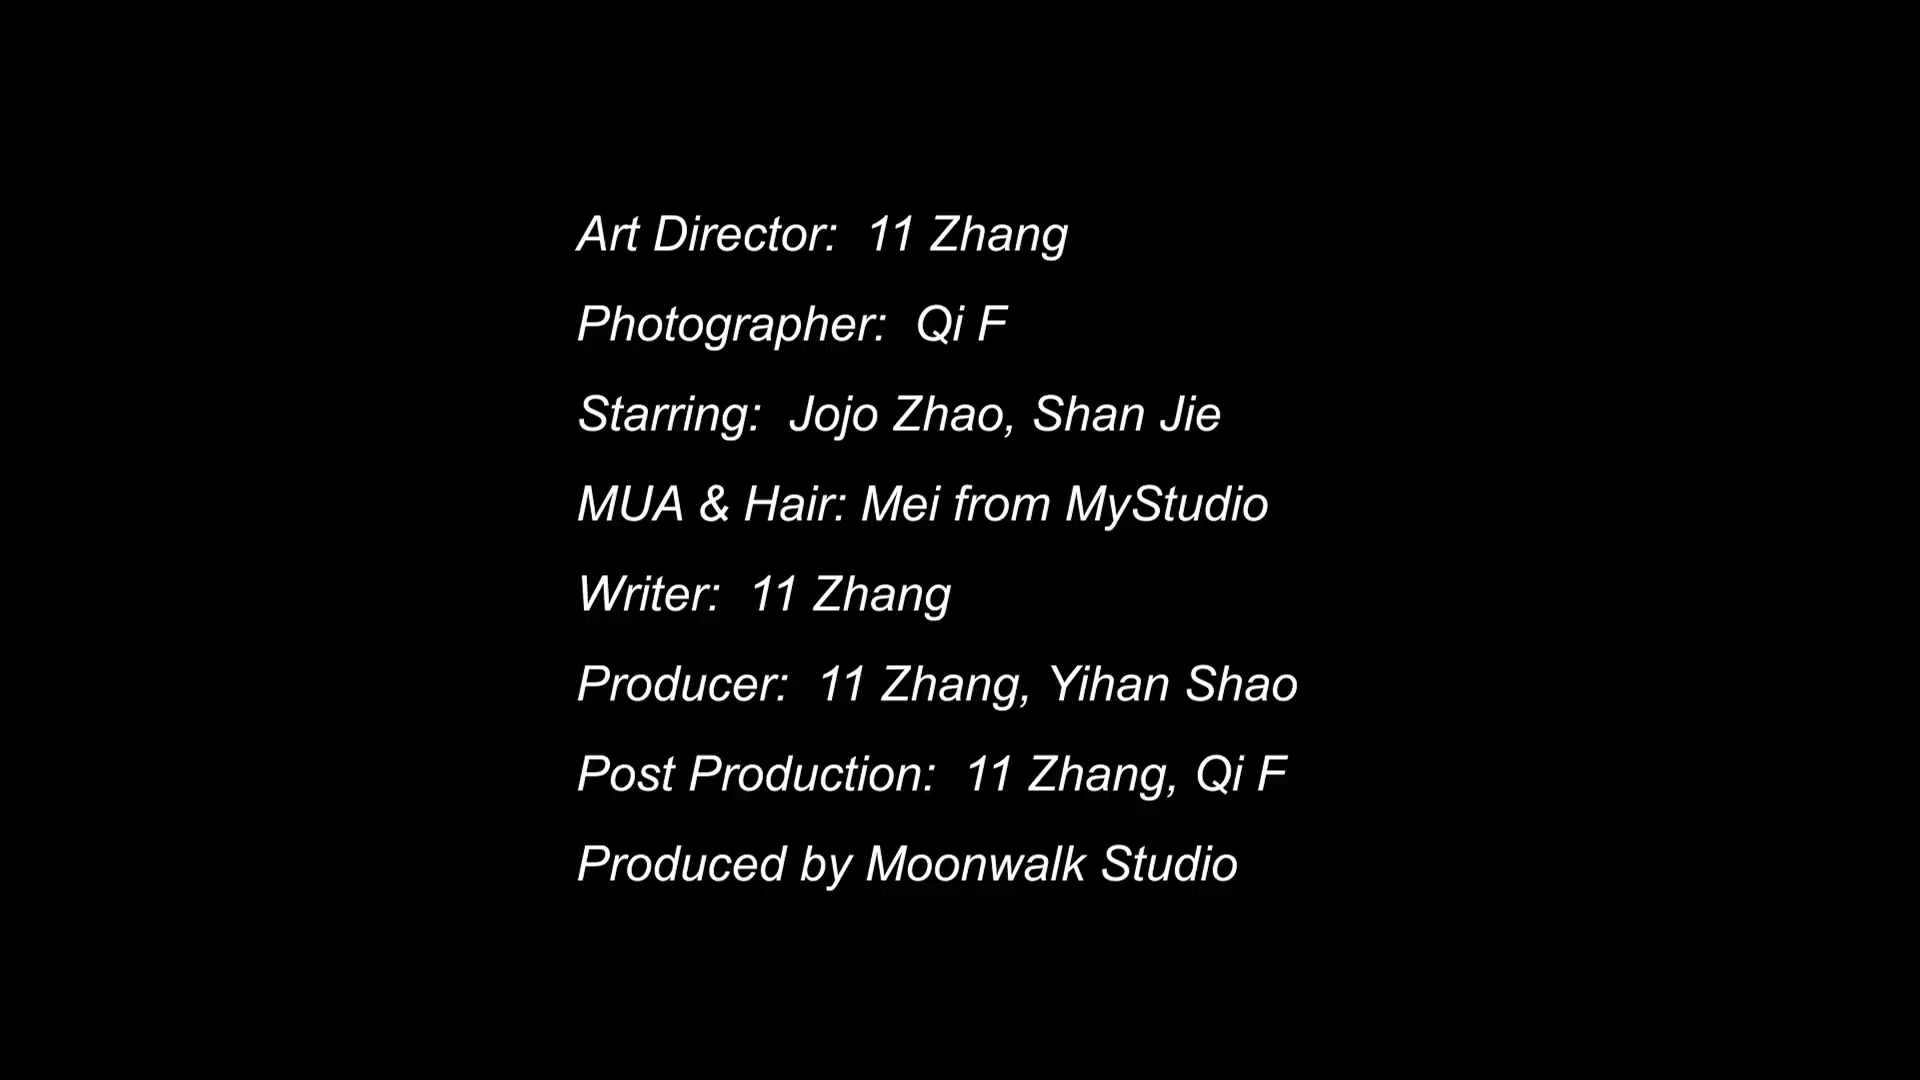 Art Director: 11 Zhang
Photographer: Qi F
Starring: Jojo Zhao, Shan Jie
MUA & Hair: Mei from MyStudio
Writer: 11 Zhang
Producer: 11 Zhang, Yihan Shao
Post Production: 11 Zhang, Qi F
Produced by Moonwalk Studio